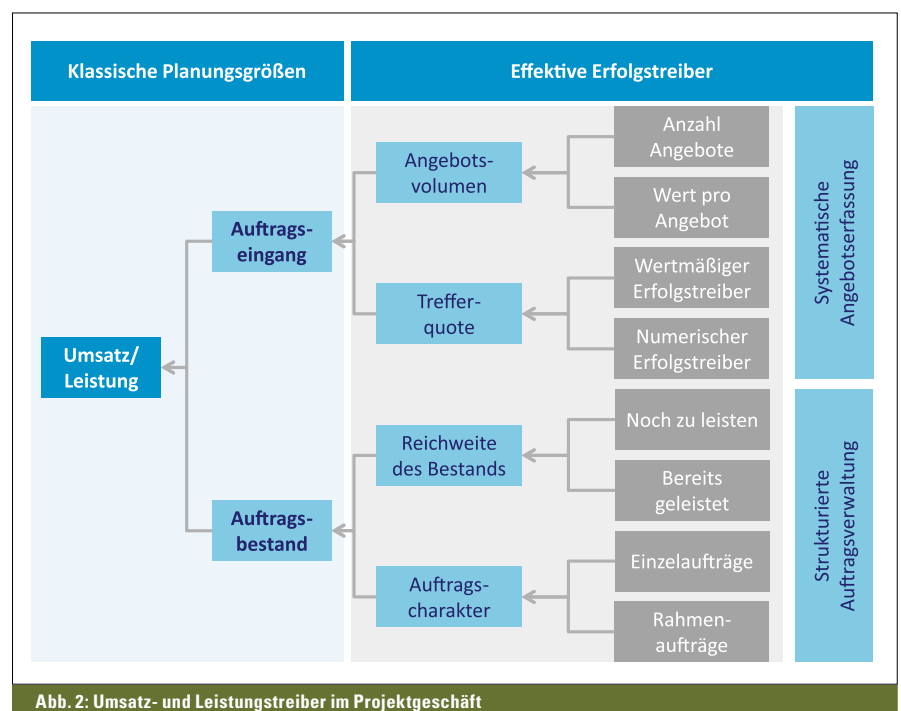 Klassische Planungsgrößen
Effektive Erfolgstreiber
Umsatz/
Leistung
Auftrags-
eingang
Auftrags-
bestand
Angebots-
volumen
Treffer-
quote
Reichweite
des Bestands
Auftrags-
charakter
Anzahl
Angebote
Wert pro
Angebot
Wertmäßiger
Erfolgstreiber
Numerischer
Erfolgstreiber
Noch zu leisten
Bereits
geleistet
Einzelaufträge
Rahmen-
aufträge
Systematische
Angebotserfassung
Strukturierte
Auftragsverwaltung
Abb. 2: Umsatz- und Leistungstreiber im Projektgeschäft